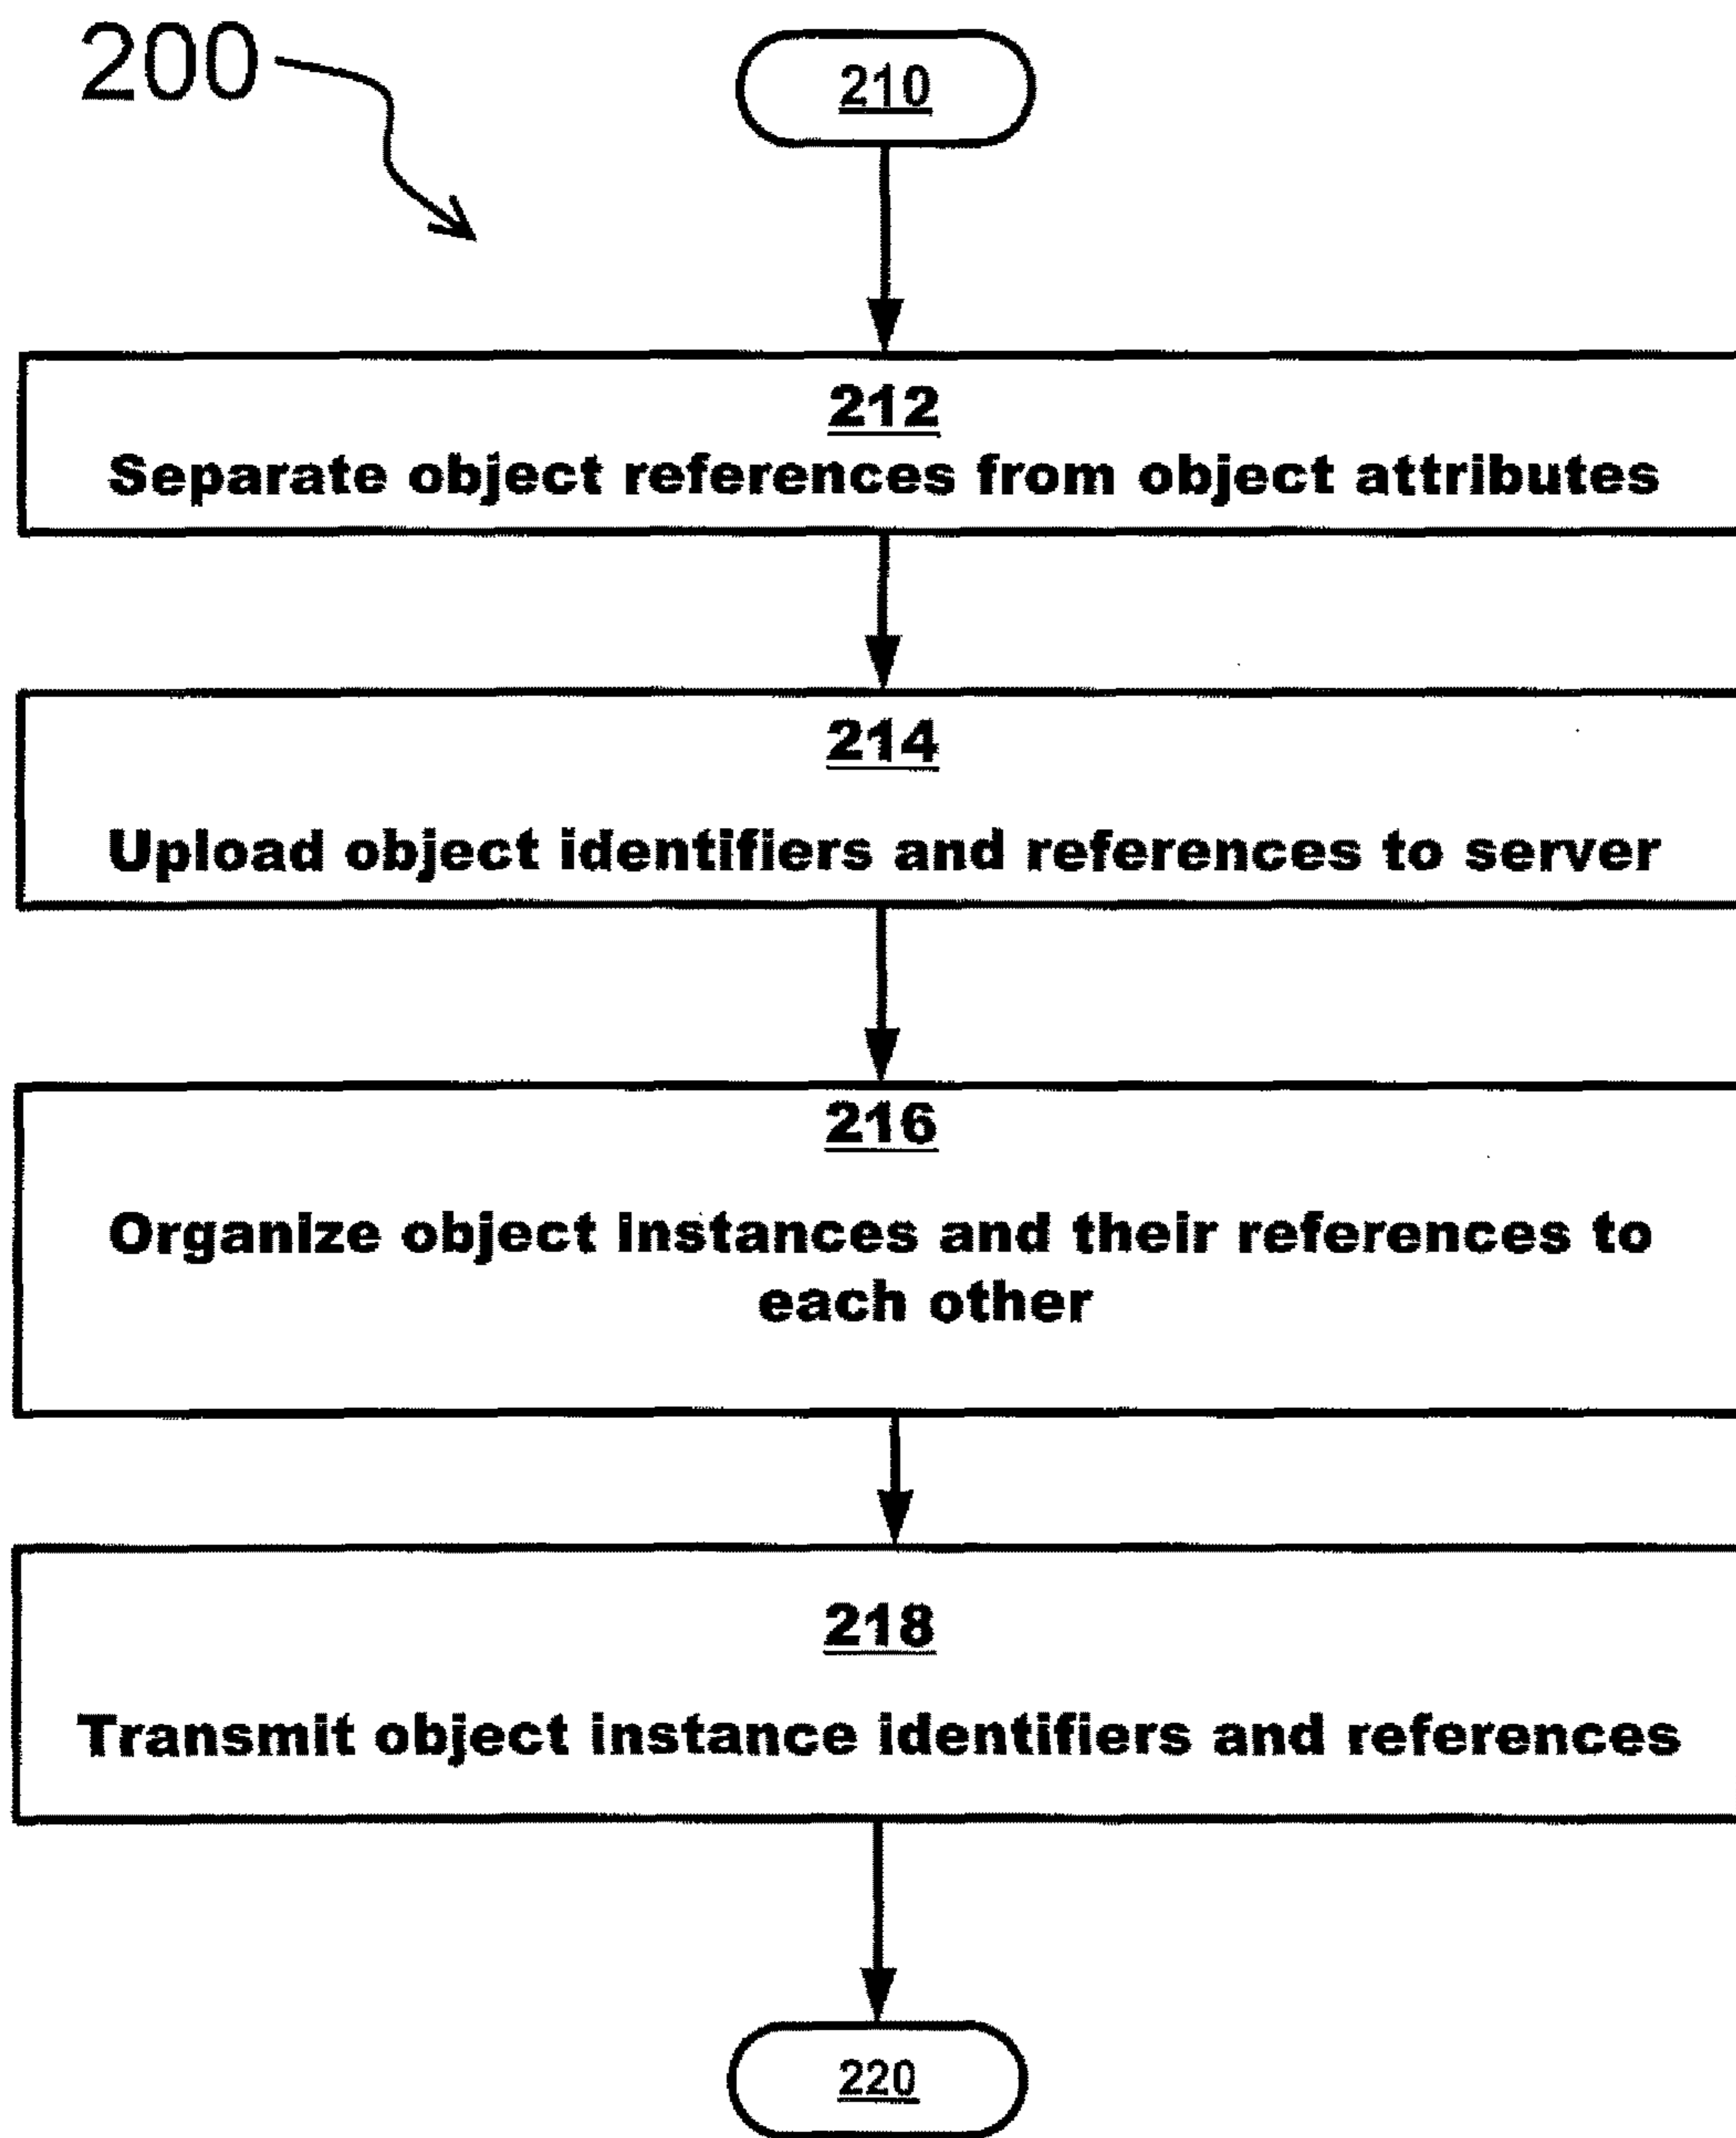 200
210
212
Separate object references from object attributes
214
Upload object identifiers and references to server
216
Organize object instances and their references to
each other
218
Transmit object instance identifiers and references
220